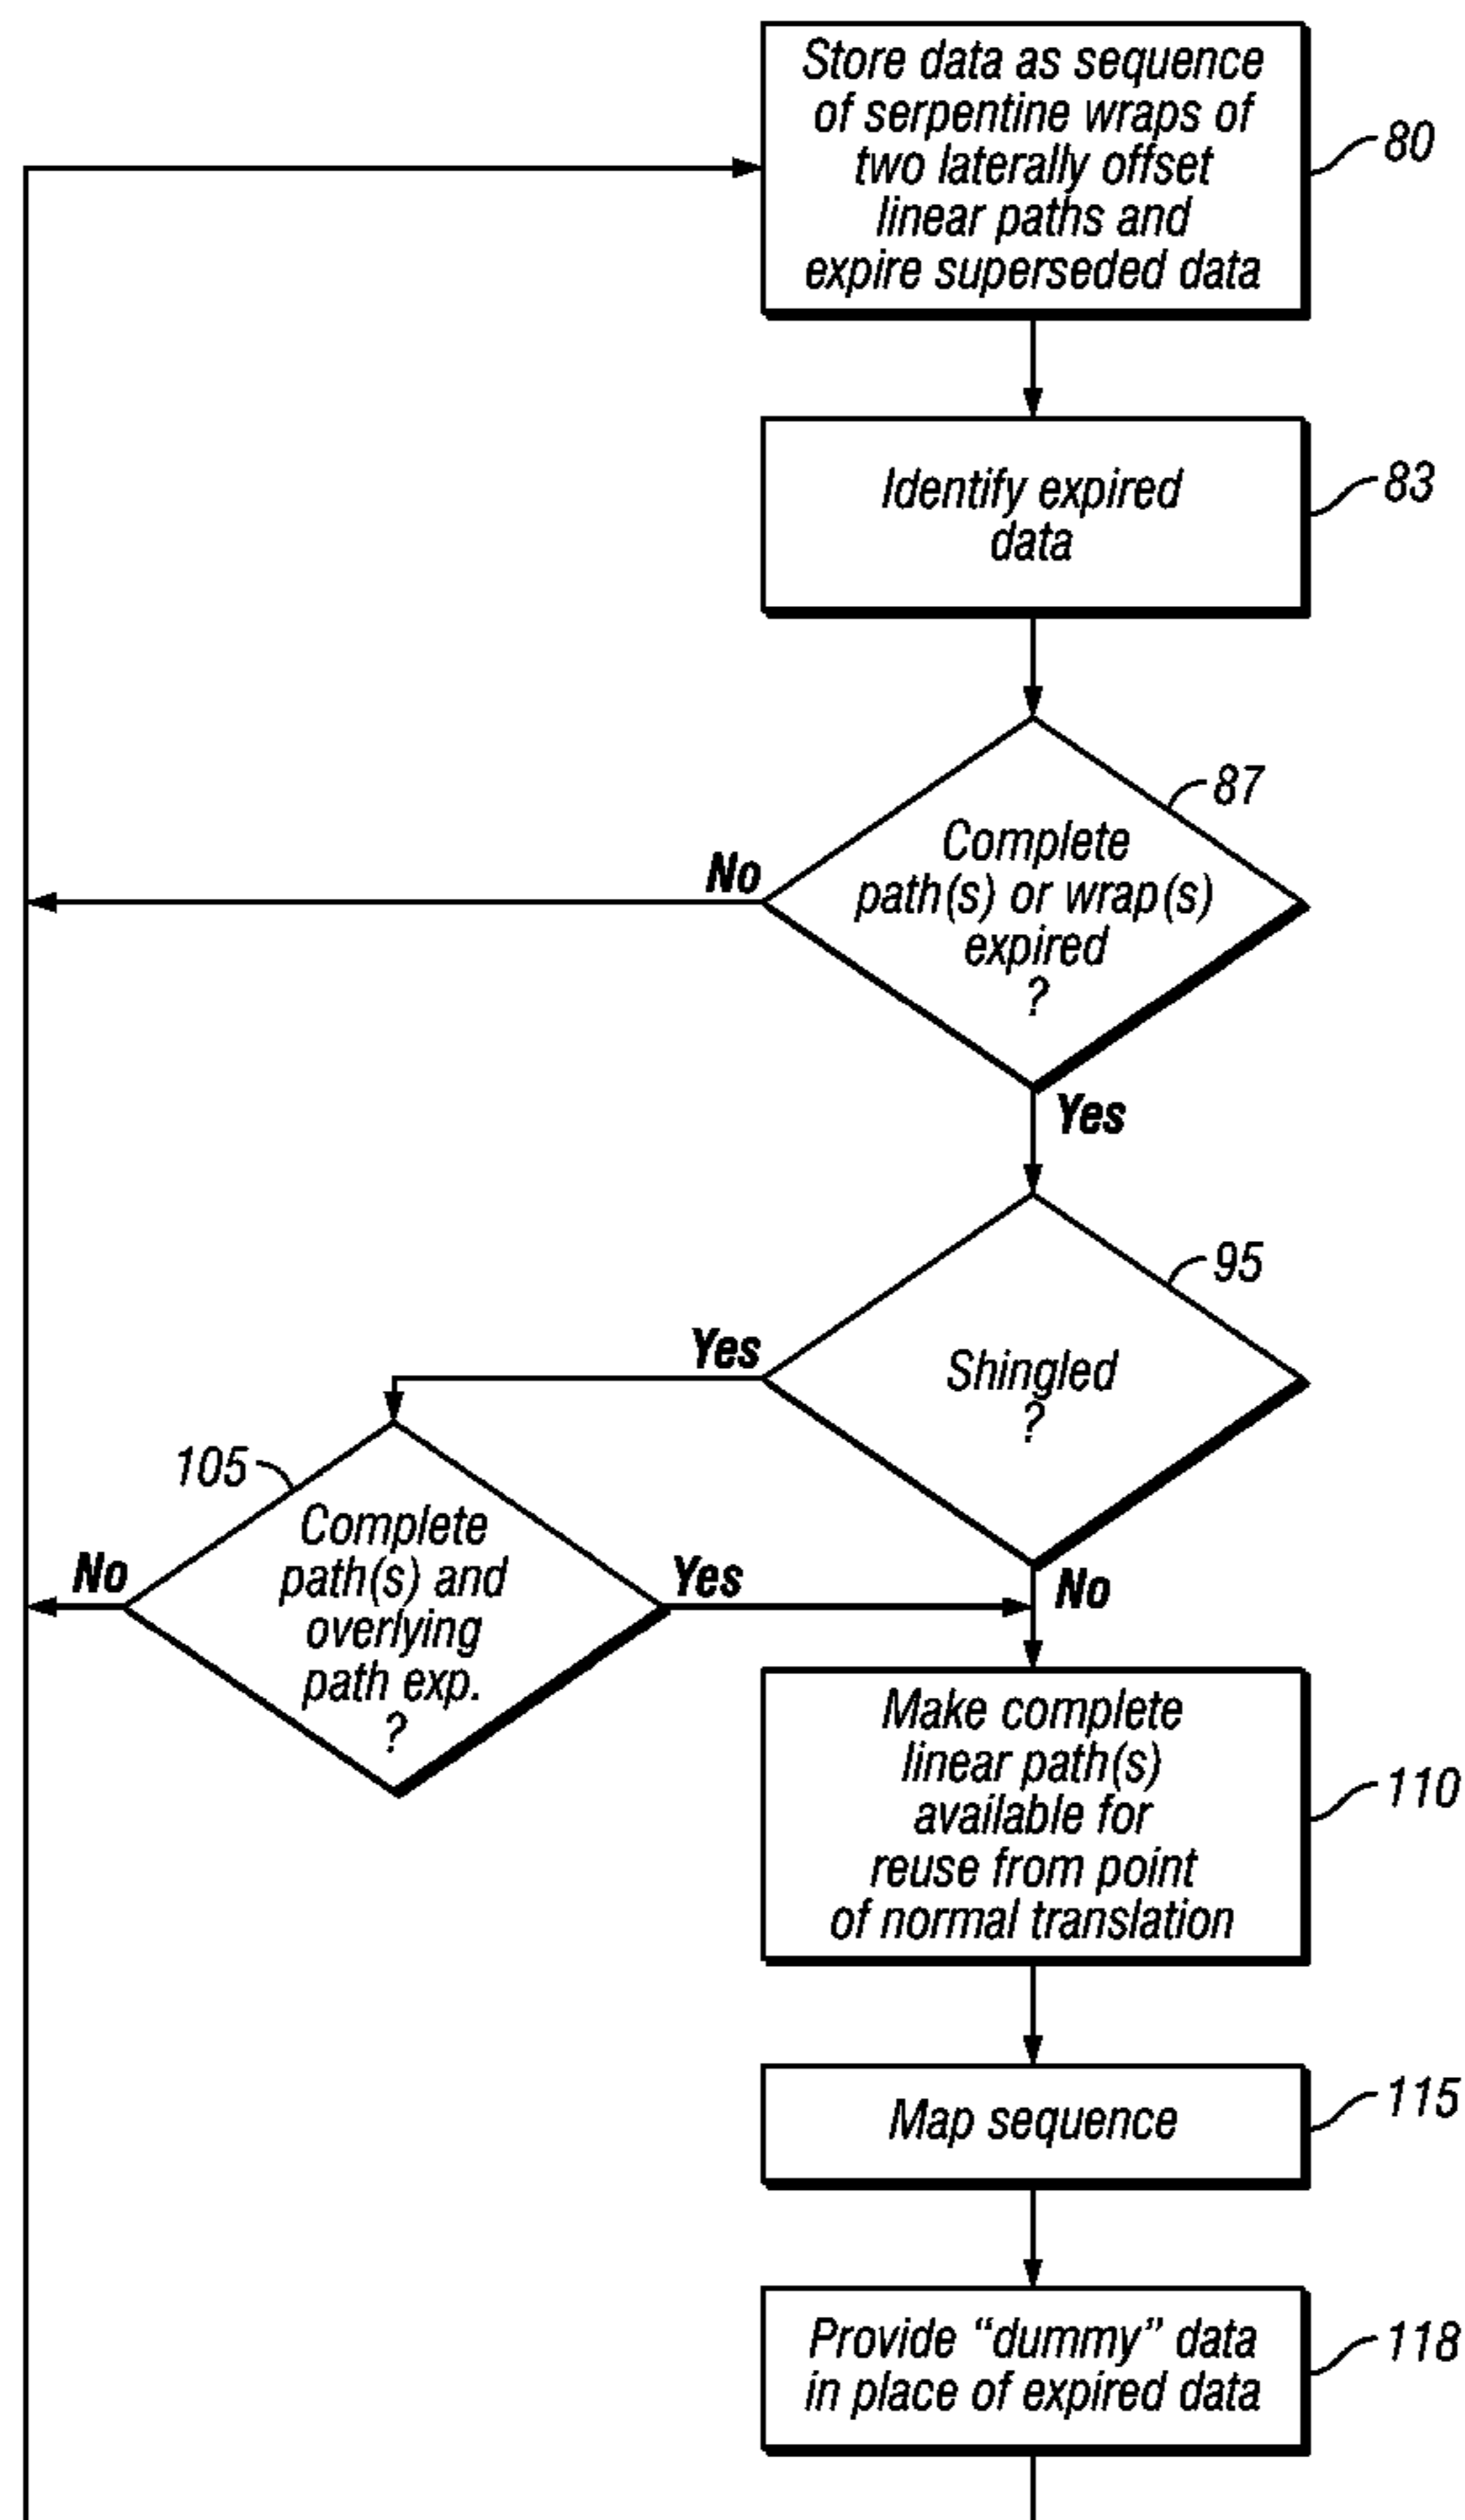 Store data as sequence
of serpentine wraps of
two laterally offset
linear paths and
expire superseded data
80
Identify expired
data
83
87
Complete
path(s) or wrap(s)
expired
?
No
Yes
95
Shingled
?
Yes
No
105
Complete
path(s) and
overlying
path exp.
?
No
Yes
Make complete
linear path(s)
available for
reuse from point
of normal translation
110
Map sequence
115
Provide “dummy” data
in place of expired data
118